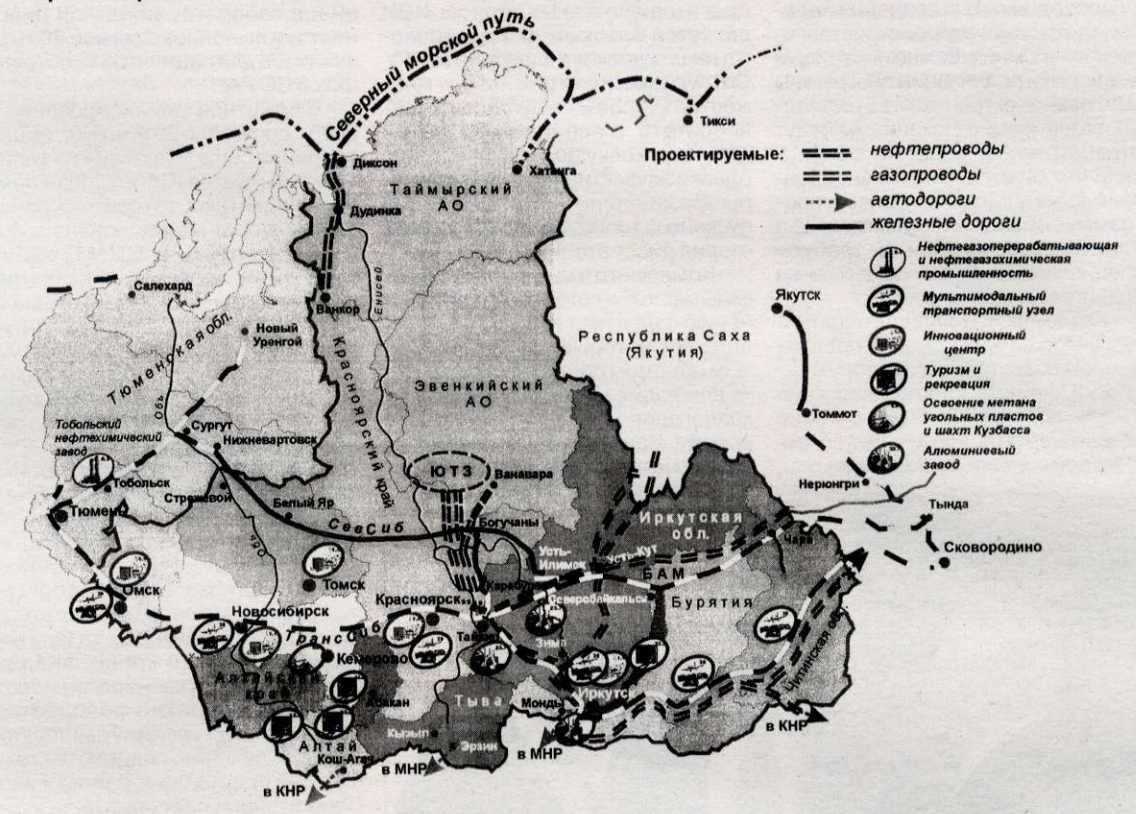 Северный морской путь
Тикси
Диксон
Хатанга
Таймырский
АО
Дудинка
Енисей
Ванкор
Проектируемые:
нефтепроводы
газопроводы
автодороги
железные дороги
Нефтегазоперерабатывающая
и нефтегазохимическая
промышленность
Мультимодальный
транспортный узел
Инновационный
центр
Туризм и
рекреация
Освоение метана
угольных пластов
и шахт Кузбасса
Алюминиевый
завод
Салехард
Новый
Уренгой
Тюменская обл.
Обь
Красноярский край
Эвенкийский
АО
Республика Саха
(Якутия)
Якутск
Томмот
Нерюнгри
Тында
Сковородино
Чара
Тобольский
нефтехимический
завод
Сургут
Нижневартовск
Тобольск
Стрежевой
Тюмень
Белый Яр
СевСиб
Обь
ЮТЗ
Ванавара
Богучаны
Иркутская
обл.
Усть-
Илимск
Усть-Кут
БАМ
Северобайкальск
Бурятия
Омск
Томск
Красноярск
Новосибирск
ТрансСиб
Кемерово
Зима
Алтайский
край
Абакан
Тыва
Монды
Иркутск
Читинская обл.
Кызыл
Эрзин
Алтай
Кош-Агач
в КНР
в МНР
в МНР
в КНР